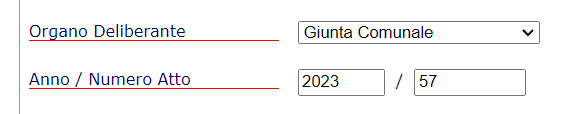 Organo Deliberante Giunta Comunale
Anno / Numero Atto 2023 / 57